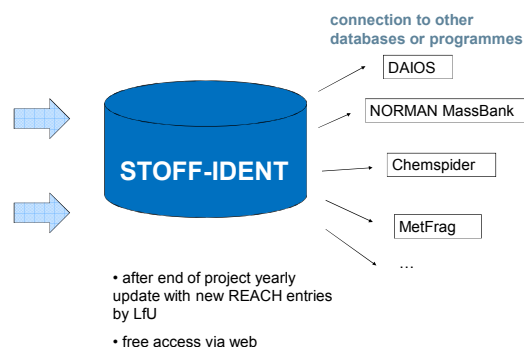 connection to other
databases or programmes
DAIOS
NORMAN MassBank
STOFF-IDENT
Chemspider
MetFrag
...
• after end of project yearly
update with new REACH entries
by LfU
• free access via web